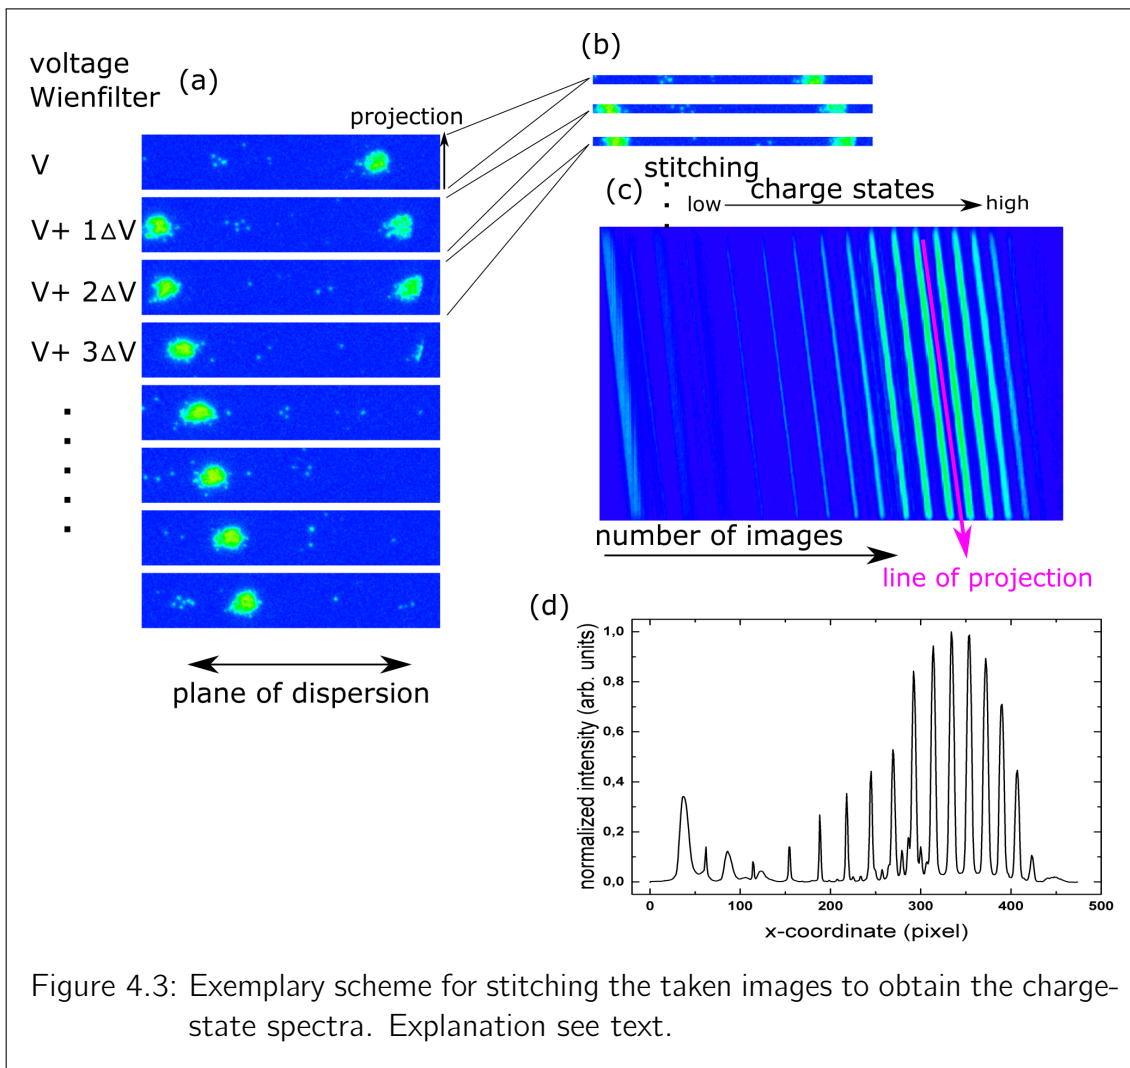 voltage
Wienfilter
(a)
(b)
projection
V
V+ 1△V
V+ 2△V
V+ 3△V
plane of dispersion
stitching
(c)
charge states
low
high
number of images
line of projection
(d)
normalized intensity (arb. units)
1,0
0,8
0,6
0,4
0,2
0,0
0
100
200
300
400
500
x-coordinate (pixel)
Figure 4.3: Exemplary scheme for stitching the taken images to obtain the charge-
state spectra. Explanation see text.